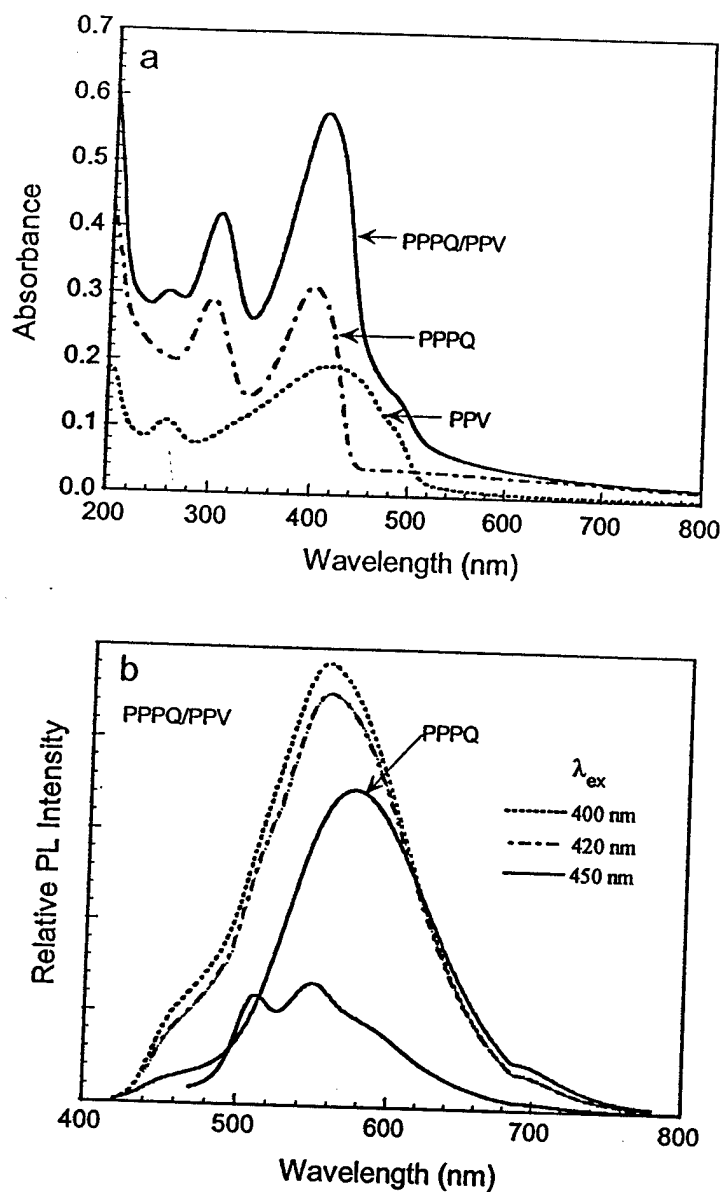 0.7
a
0.6
0.5
0.4
0.3
0.2
0.1
0.0
Absorbance
PPPQ/PPV
PPPQ
PPV
200 300 400 500 600 700 800
Wavelength (nm)
b
PPPQ/PPV
PPPQ
λex
400 nm
420 nm
450 nm
Relative PL Intensity
400 500 600 700 800
Wavelength (nm)